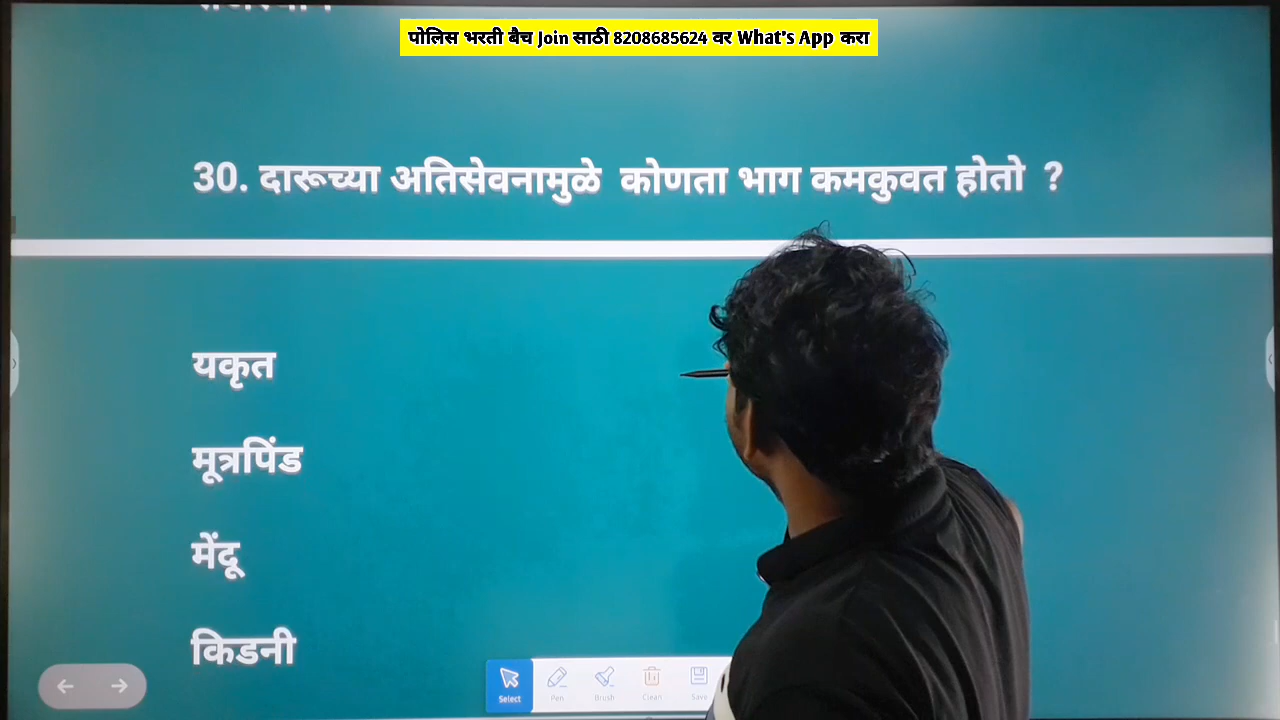 पोलिस भरती बैच Join साठी 8208685624 वर What's App करा
30. दारूच्या अतिसेवनामुळे कोणता भाग कमकुवत होतो ?
यकृत
मूत्रपिंड
मेंदू
किडनी
Select Pen Brush Clean Save